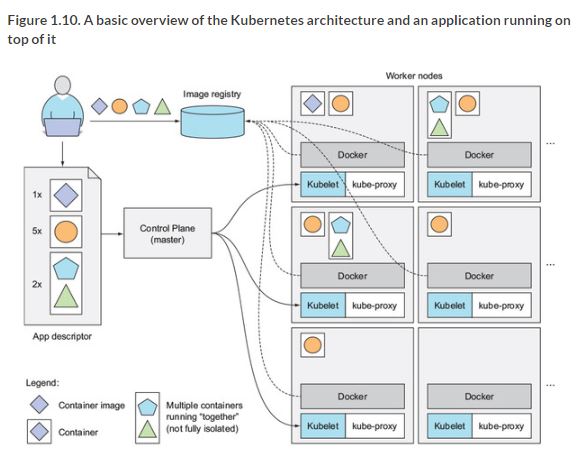 Figure 1.10. A basic overview of the Kubernetes architecture and an application running on
top of it
Worker nodes
Image registry
Docker
Docker
Kubelet
kube-proxy
Kubelet
kube-proxy
...
1x
5x
2x
App descriptor
Control Plane
(master)
Docker
Docker
Kubelet
kube-proxy
Kubelet
kube-proxy
...
Docker
Docker
Kubelet
kube-proxy
Kubelet
kube-proxy
...
Legend:
Container image
Container
Multiple containers
running "together"
(not fully isolated)